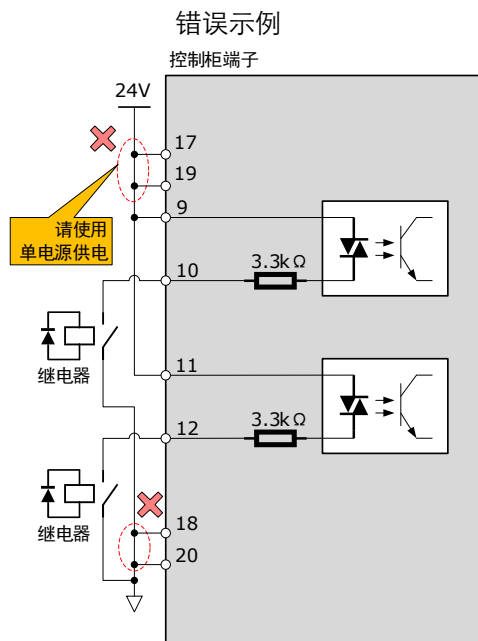 错误示例
控制柜端子
24V
17
19
9
请使用
单电源供电
10
3.3kΩ
继电器
11
12
3.3kΩ
继电器
18
20